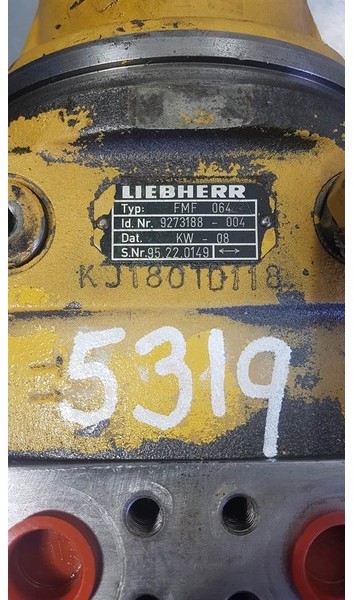 LIEBHERR
Typ: FMF 064
Id. Nr. 9273188 - 004
Dat. KW - 08
S.Nr. 95.22.0149 ↔
KJ1801D118
5319